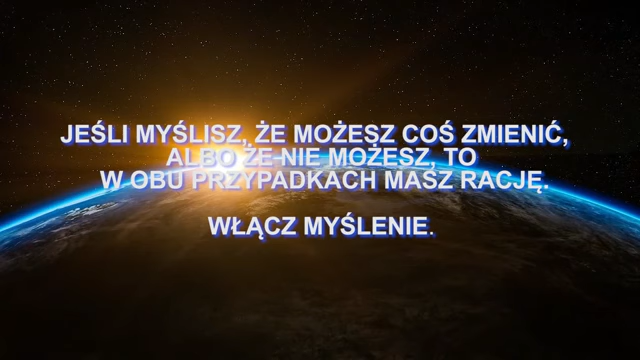 JEŚLI MYŚLISZ, ŻE MOŻESZ COŚ ZMIENIĆ,
ALBO ŻE NIE MOŻESZ, TO
W OBU PRZYPADKACH MASZ RACJĘ.
WŁĄCZ MYŚLENIE.